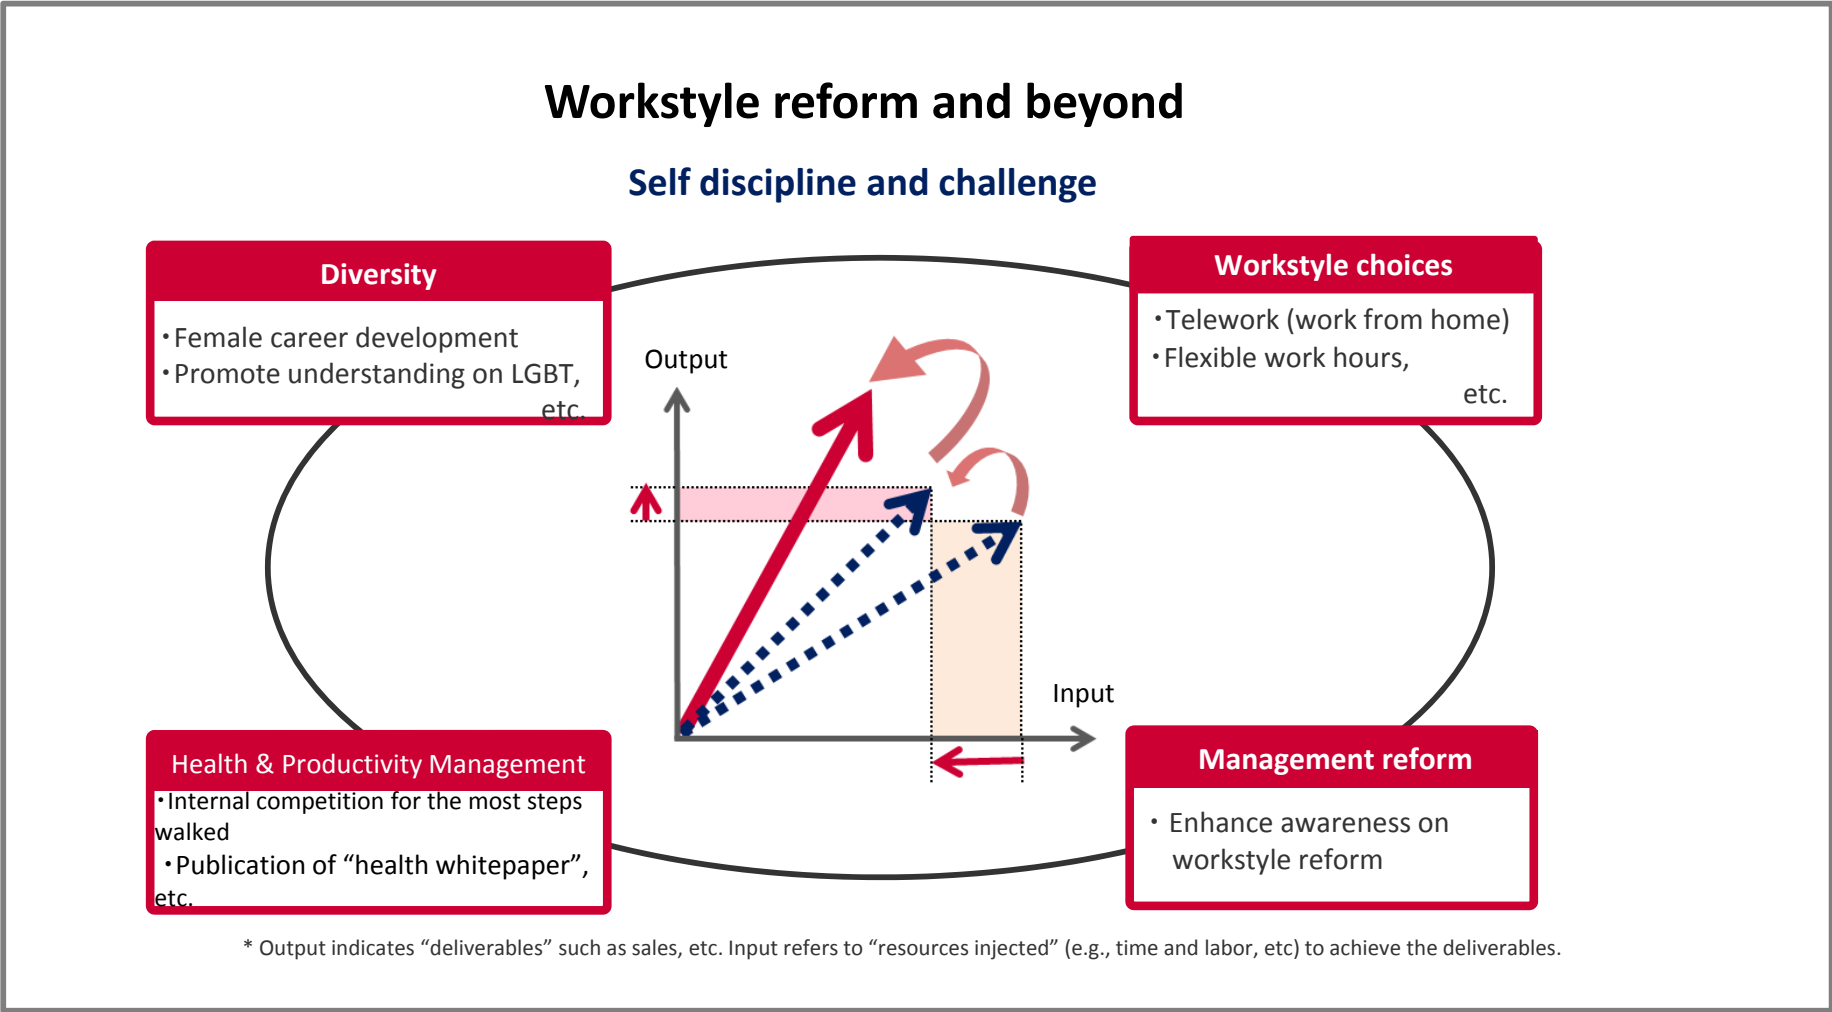 Workstyle reform and beyond
Self discipline and challenge
Diversity
・Female career development
・Promote understanding on LGBT,
etc.
Workstyle choices
・Telework (work from home)
・Flexible work hours,
etc.
Output
Input
Health & Productivity Management
・Internal competition for the most steps
walked
・Publication of “health whitepaper”,
etc.
Management reform
・ Enhance awareness on
workstyle reform
* Output indicates “deliverables” such as sales, etc. Input refers to “resources injected” (e.g., time and labor, etc) to achieve the deliverables.